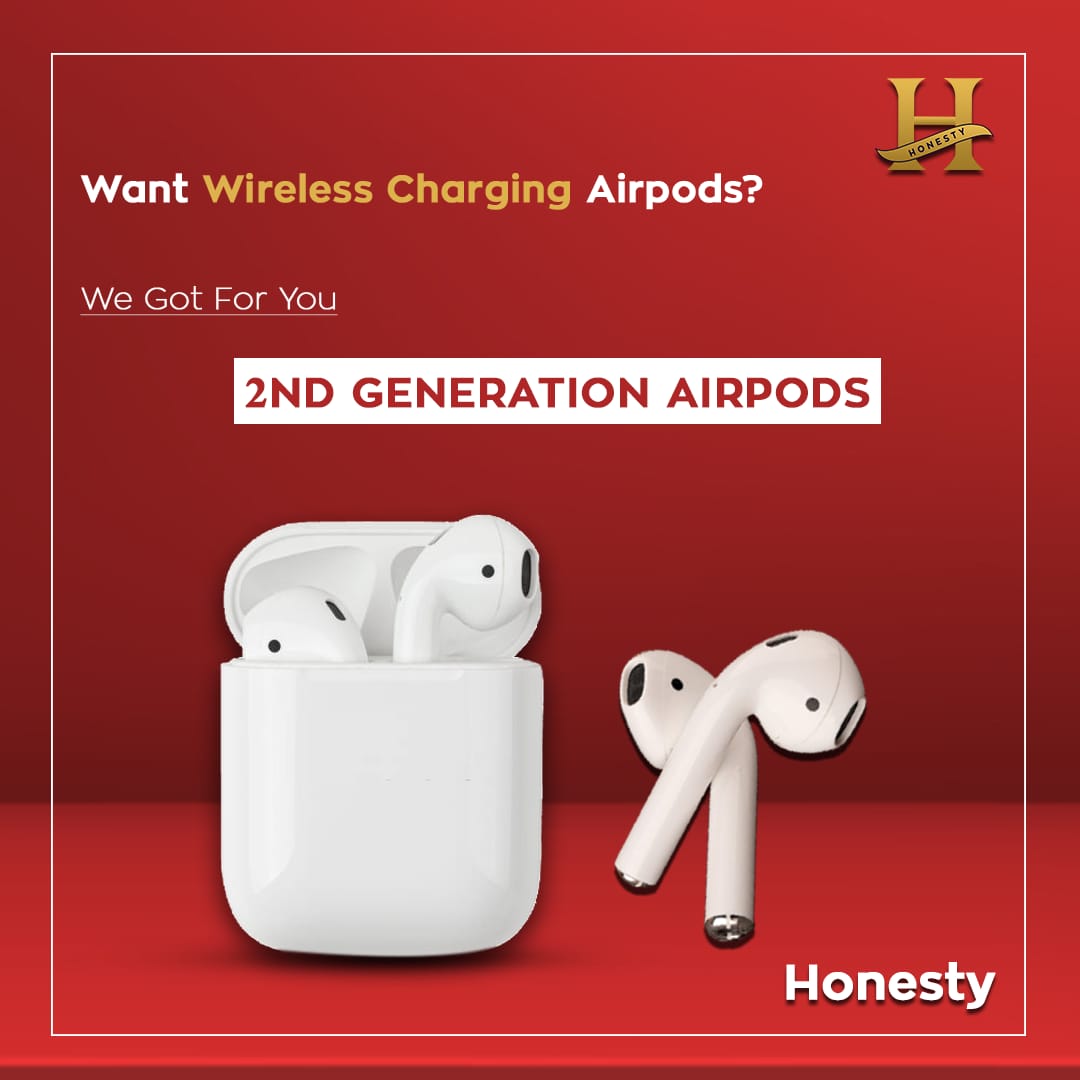 HONESTY
Want Wireless Charging Airpods?
We Got For You
2ND GENERATION AIRPODS
Honesty